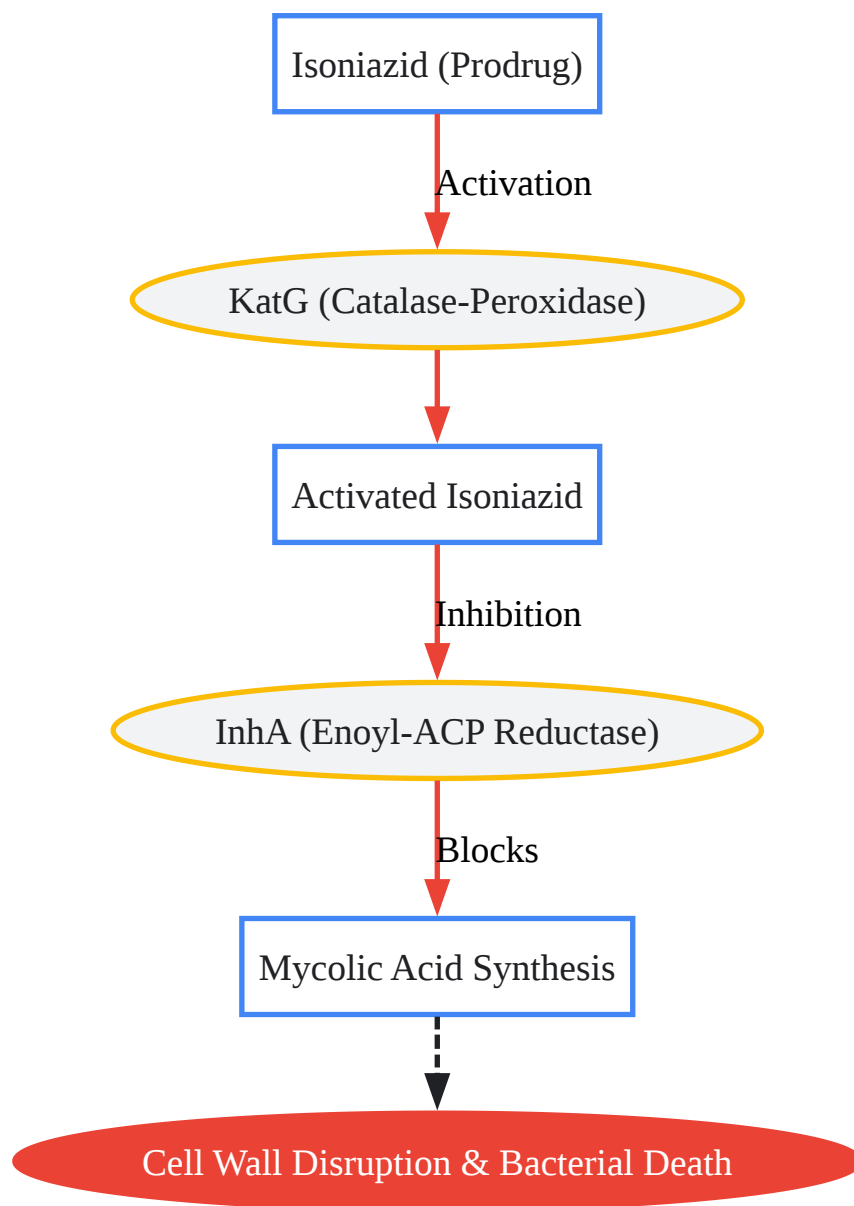 Isoniazid (Prodrug)
Activation
KatG (Catalase-Peroxidase)
Activated Isoniazid
Inhibition
InhA (Enoyl-ACP Reductase)
Blocks
Mycolic Acid Synthesis
Cell Wall Disruption & Bacterial Death